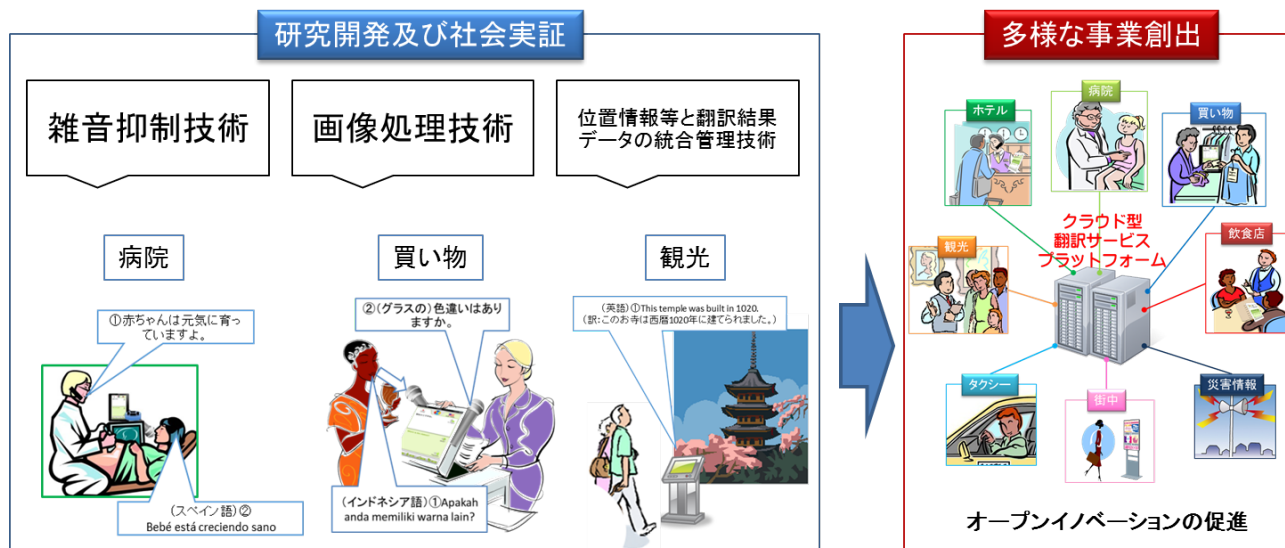 研究開発及び社会実証
雑音抑制技術
画像処理技術
位置情報等と翻訳結果
データの統合管理技術
病院
①赤ちゃんは元気に育っ
ていますよ。
(スペイン語)②
Bebé está creciendo sano
買い物
②(グラスの)色違いはあり
ますか。
(インドネシア語)①Apakah
anda memiliki warna lain?
観光
(英語)①This temple was built in 1020.
(訳:このお寺は西暦1020年に建てられました。)
多様な事業創出
ホテル
病院
買い物
観光
クラウド型
翻訳サービス
プラットフォーム
飲食店
タクシー
街中
災害情報
オープンイノベーションの促進